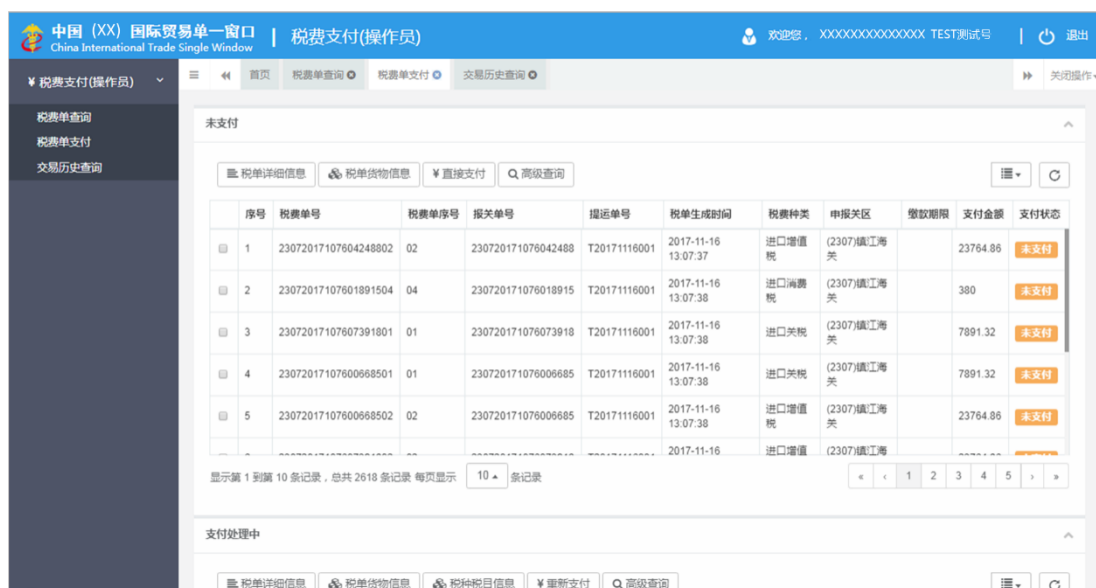 中国（XX）国际贸易单一窗口 | 税费支付(操作员) 欢迎您， XXXXXXXXXXXXXX TEST测试号 | 退出
China International Trade Single Window
¥ 税费支付(操作员)
首页 税费单查询 税费单支付 交易历史查询 关闭操作
税费单查询
税费单支付
交易历史查询
未支付
税单详细信息 税单货物信息 ¥ 直接支付 高级查询
序号 税费单号 税费单序号 报关单号 提运单号 税单生成时间 税费种类 申报关区 缴款期限 支付金额 支付状态
1 23072017107604248802 02 230720171076042488 T20171116001 2017-11-16 13:07:37 进口增值税 (2307)镇江海关 23764.86 未支付
2 23072017107601891504 04 230720171076018915 T20171116001 2017-11-16 13:07:38 进口消费税 (2307)镇江海关 380 未支付
3 23072017107607391801 01 230720171076073918 T20171116001 2017-11-16 13:07:38 进口关税 (2307)镇江海关 7891.32 未支付
4 23072017107600668501 01 230720171076006685 T20171116001 2017-11-16 13:07:38 进口关税 (2307)镇江海关 7891.32 未支付
5 23072017107600668502 02 230720171076006685 T20171116001 2017-11-16 13:07:38 进口增值税 (2307)镇江海关 23764.86 未支付
2017-11-16 进口增值 (2307)镇江海
显示第 1 到第 10 条记录，总共 2618 条记录 每页显示 10 条记录 « ‹ 1 2 3 4 5 › »
支付处理中
税单详细信息 税单货物信息 税种税目信息 ¥ 重新支付 高级查询